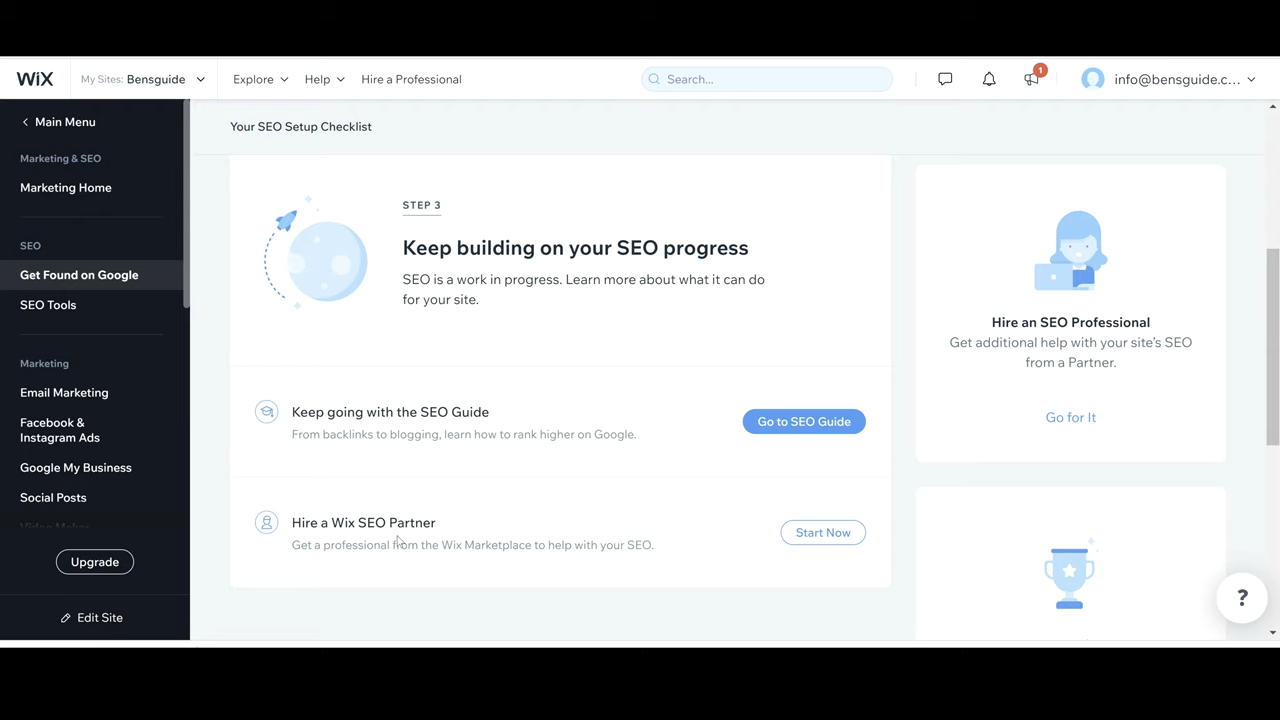 WiX
My Sites: Bensguide
Explore
Help
Hire a Professional
Search...
1
info@bensguide.c...
Main Menu
Marketing & SEO
Marketing Home
SEO
Get Found on Google
SEO Tools
Marketing
Email Marketing
Facebook &
Instagram Ads
Google My Business
Social Posts
Video Maker
Upgrade
Edit Site
Your SEO Setup Checklist
STEP 3
Keep building on your SEO progress
SEO is a work in progress. Learn more about what it can do
for your site.
Keep going with the SEO Guide
From backlinks to blogging, learn how to rank higher on Google.
Go to SEO Guide
Hire a Wix SEO Partner
Get a professional from the Wix Marketplace to help with your SEO.
Start Now
Hire an SEO Professional
Get additional help with your site's SEO
from a Partner.
Go for It
?